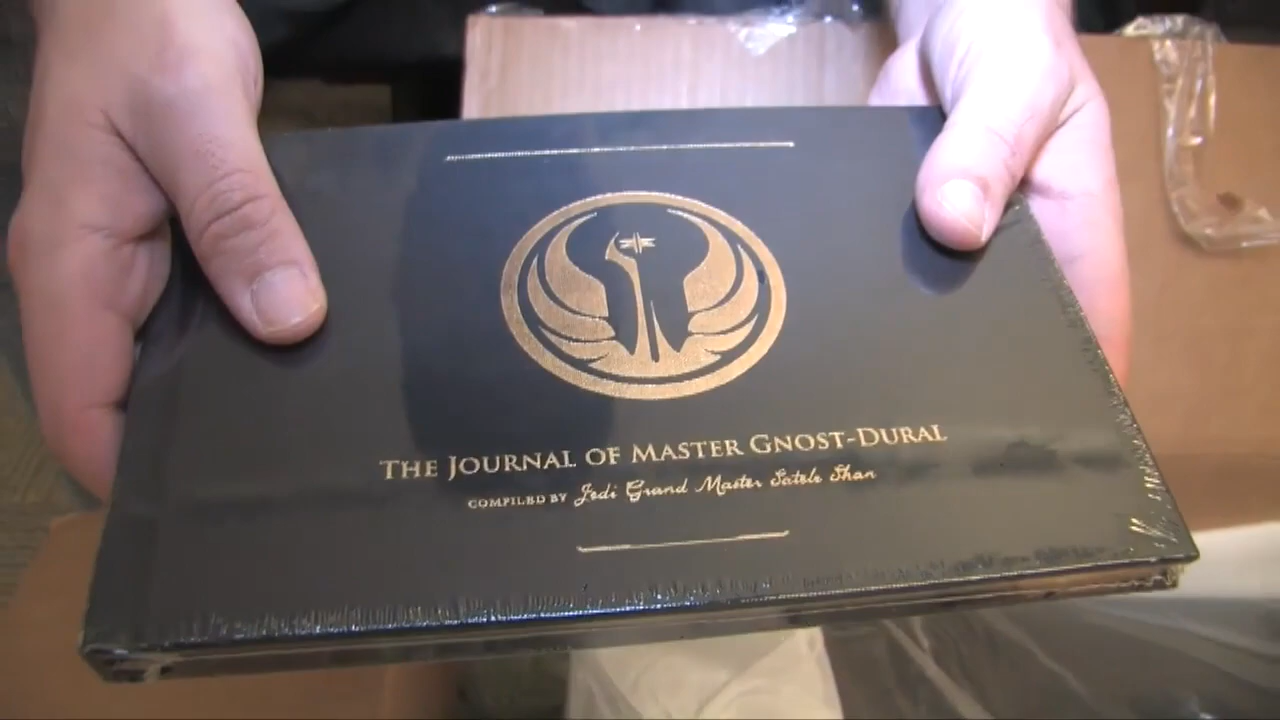 The Journal of Master Gnost-Dural
compiled by Jedi Grand Master Satele Shan